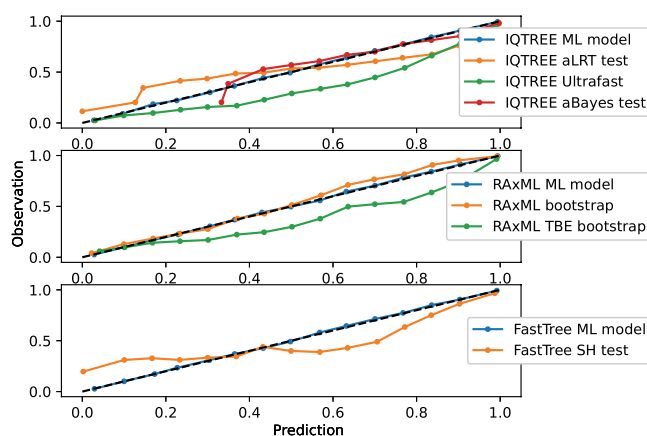 1.0
0.5
0.0
IQTREE ML model
IQTREE aLRT test
IQTREE Ultrafast
IQTREE aBayes test
0.0 0.2 0.4 0.6 0.8 1.0
Observation
1.0
0.5
0.0
RAxML ML model
RAxML bootstrap
RAxML TBE bootstrap
0.0 0.2 0.4 0.6 0.8 1.0
1.0
0.5
0.0
FastTree ML model
FastTree SH test
0.0 0.2 0.4 0.6 0.8 1.0
Prediction